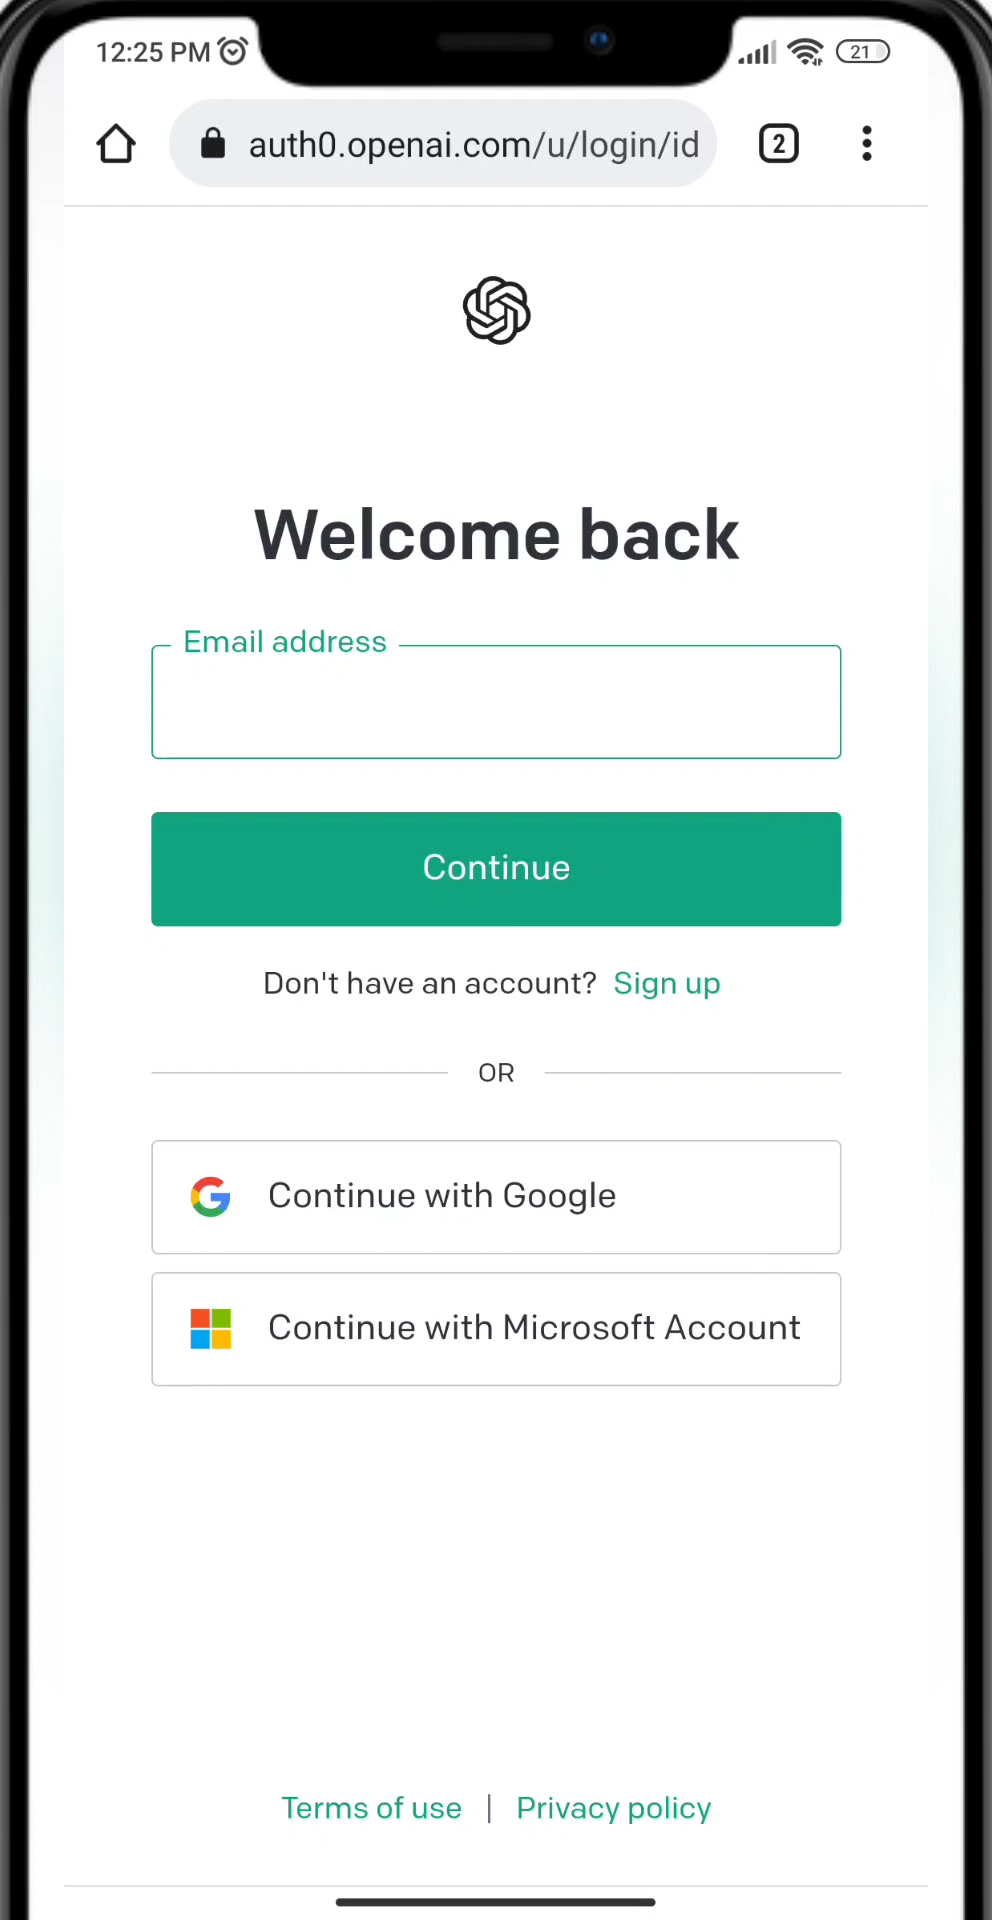 12:25 PM 21
auth0.openai.com/u/login/id 2
Welcome back
Email address
Continue
Don't have an account? Sign up
OR
Continue with Google
Continue with Microsoft Account
Terms of use | Privacy policy